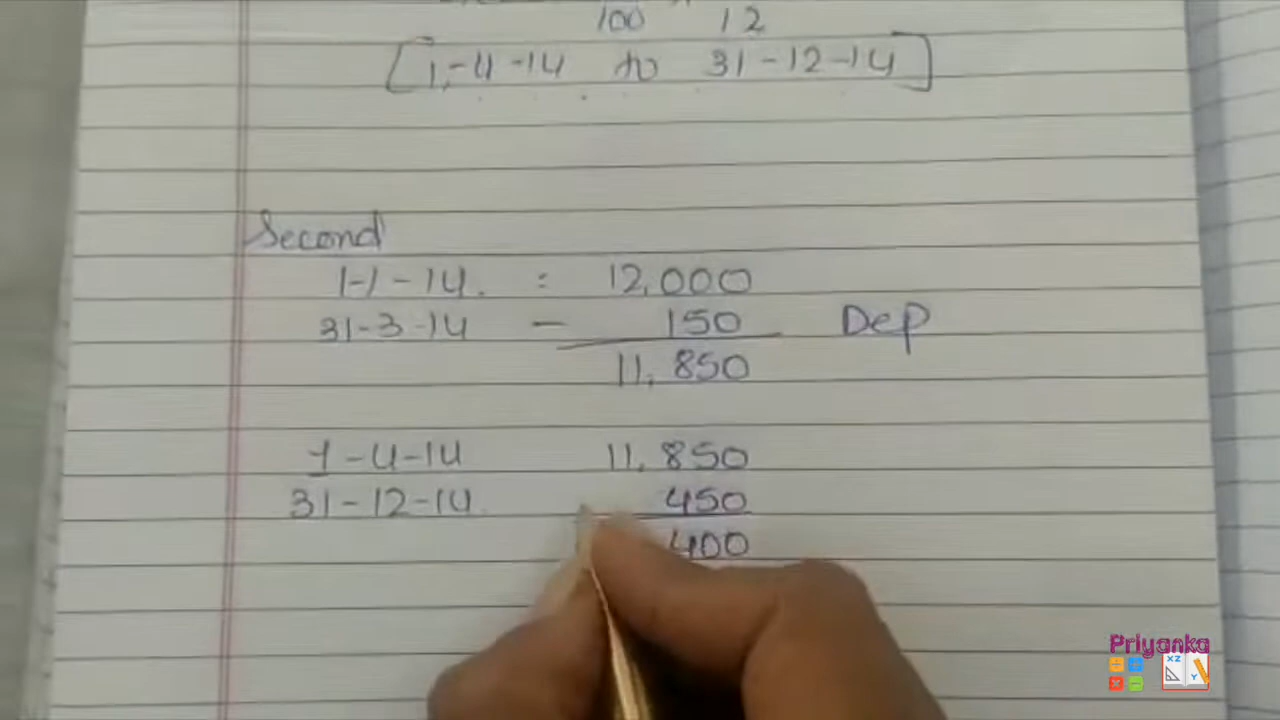 100 12
[1-4-14 to 31-12-14]
Second
1-1-14. : 12,000
31-3-14 - 150 Dep
11,850
1-4-14 11,850
31-12-14 450
400
Priyanka
XZ
Y